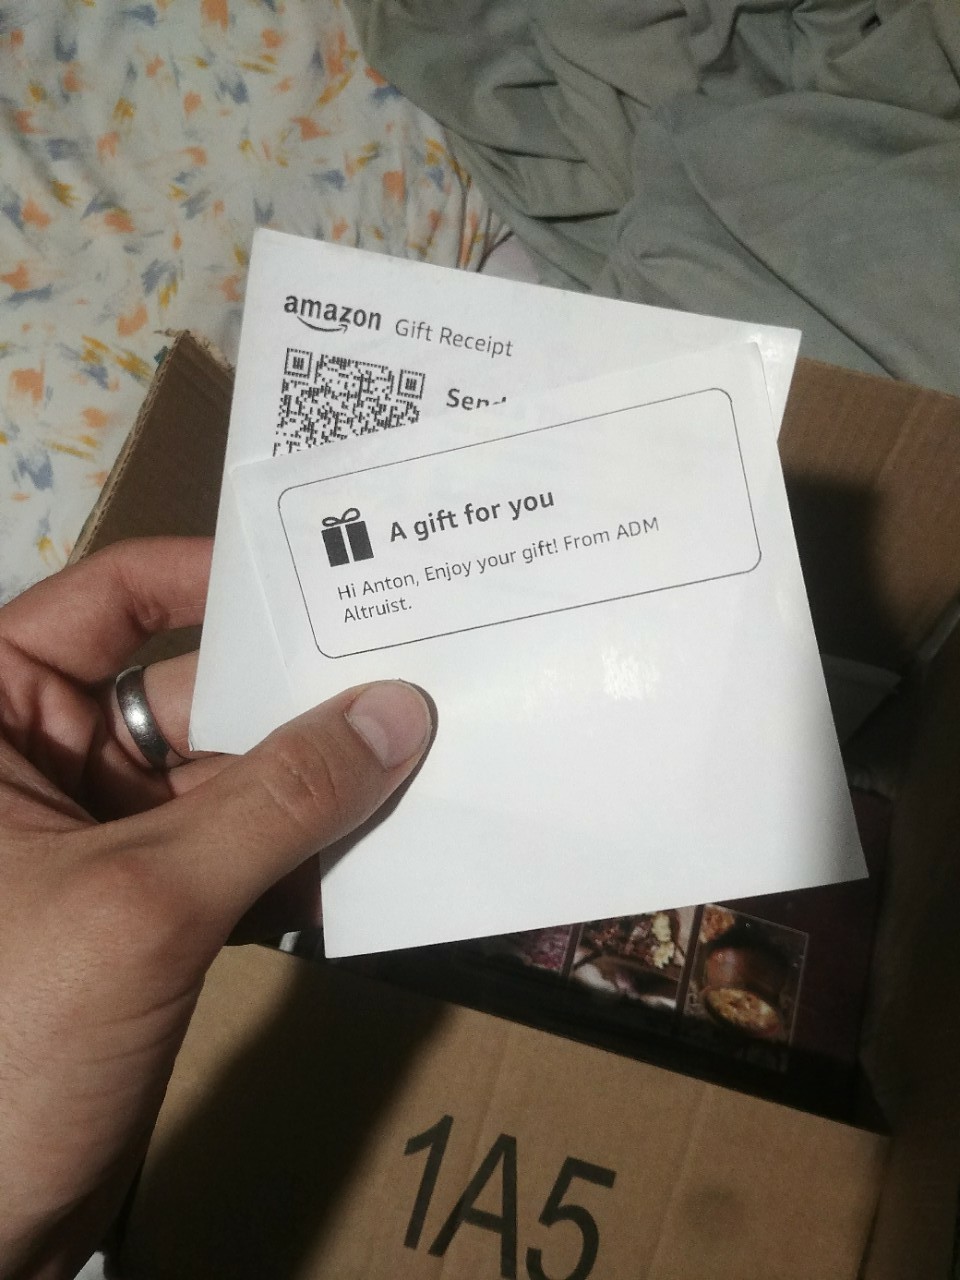 amazon Gift Receipt
A gift for you
Hi Anton, Enjoy your gift! From ADM
Altruist.
1A5